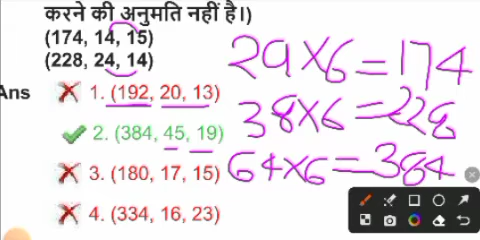 करने की अनुमति नहीं है।)
(174, 14, 15)
(228, 24, 14)
Ans
1. (192, 20, 13)
2. (384, 45, 19)
3. (180, 17, 15)
4. (334, 16, 23)
29×6=174
38×6=228
64×6=384